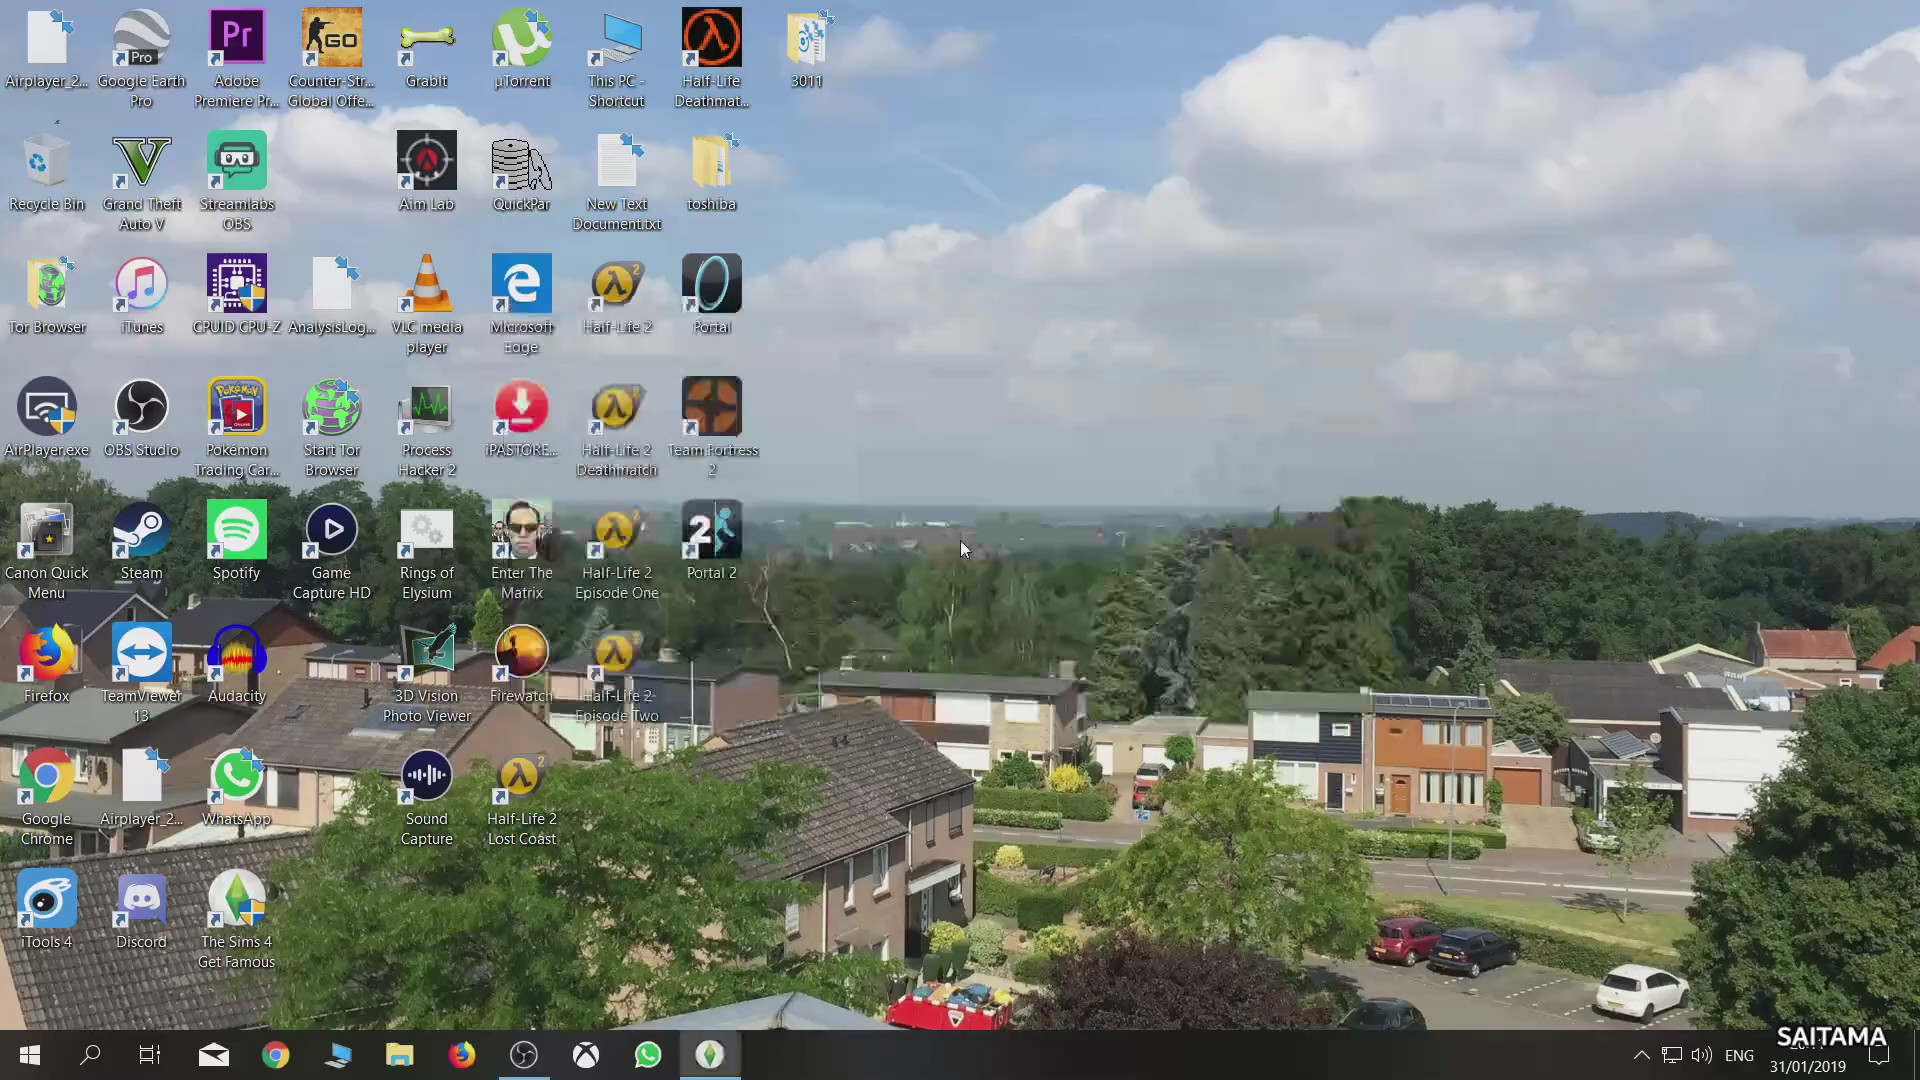 Airplayer_2...
Google Earth
Pro
Adobe
Premiere Pr...
Counter-Str...
Global Offe...
GrabIt
µTorrent
This PC -
Shortcut
Half-Life
Deathmat...
3011
Recycle Bin
Grand Theft
Auto V
Streamlabs
OBS
Aim Lab
QuickPar
New Text
Document.txt
toshiba
Tor Browser
iTunes
CPUID CPU-Z
AnalysisLog...
VLC media
player
Microsoft
Edge
Half-Life 2
Portal
AirPlayer.exe
OBS Studio
Pokémon
Trading Car...
Start Tor
Browser
Process
Hacker 2
iPASTORE...
Half-Life 2
Deathmatch
Team Fortress
2
Canon Quick
Menu
Steam
Spotify
Game
Capture HD
Rings of
Elysium
Enter The
Matrix
Half-Life 2
Episode One
Portal 2
Firefox
TeamViewer
13
Audacity
3D Vision
Photo Viewer
Firewatch
Half-Life 2
Episode Two
Google
Chrome
Airplayer_2...
WhatsApp
Sound
Capture
Half-Life 2
Lost Coast
iTools 4
Discord
The Sims 4
Get Famous
SAITAMA
ENG
31/01/2019